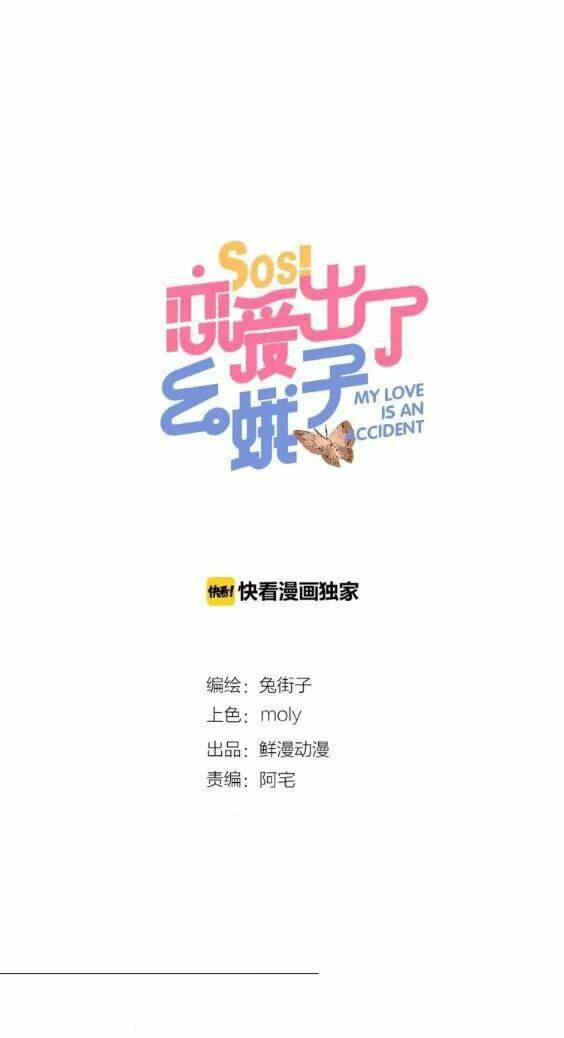 SOS!
恋爱出了
幺蛾子
MY LOVE
IS AN
ACCIDENT
快看!
快看漫画独家
编绘：兔街子
上色：moly
出品：鲜漫动漫
责编：阿宅